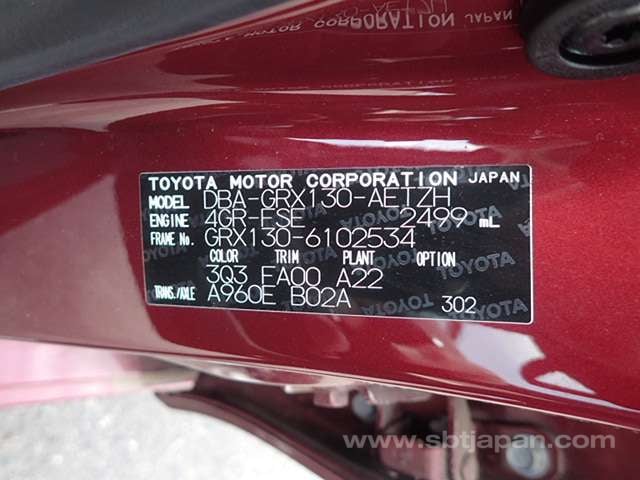 TOYOTA MOTOR CORPORATION JAPAN
MODEL DBA-GRX130-AETZH
ENGINE 4GR-FSE 2499 mL
FRAME No. GRX130-6102534
COLOR TRIM PLANT OPTION
3Q3 FA00 A22
TRANS./AXLE A960E B02A 302
www.sbtjapan.com